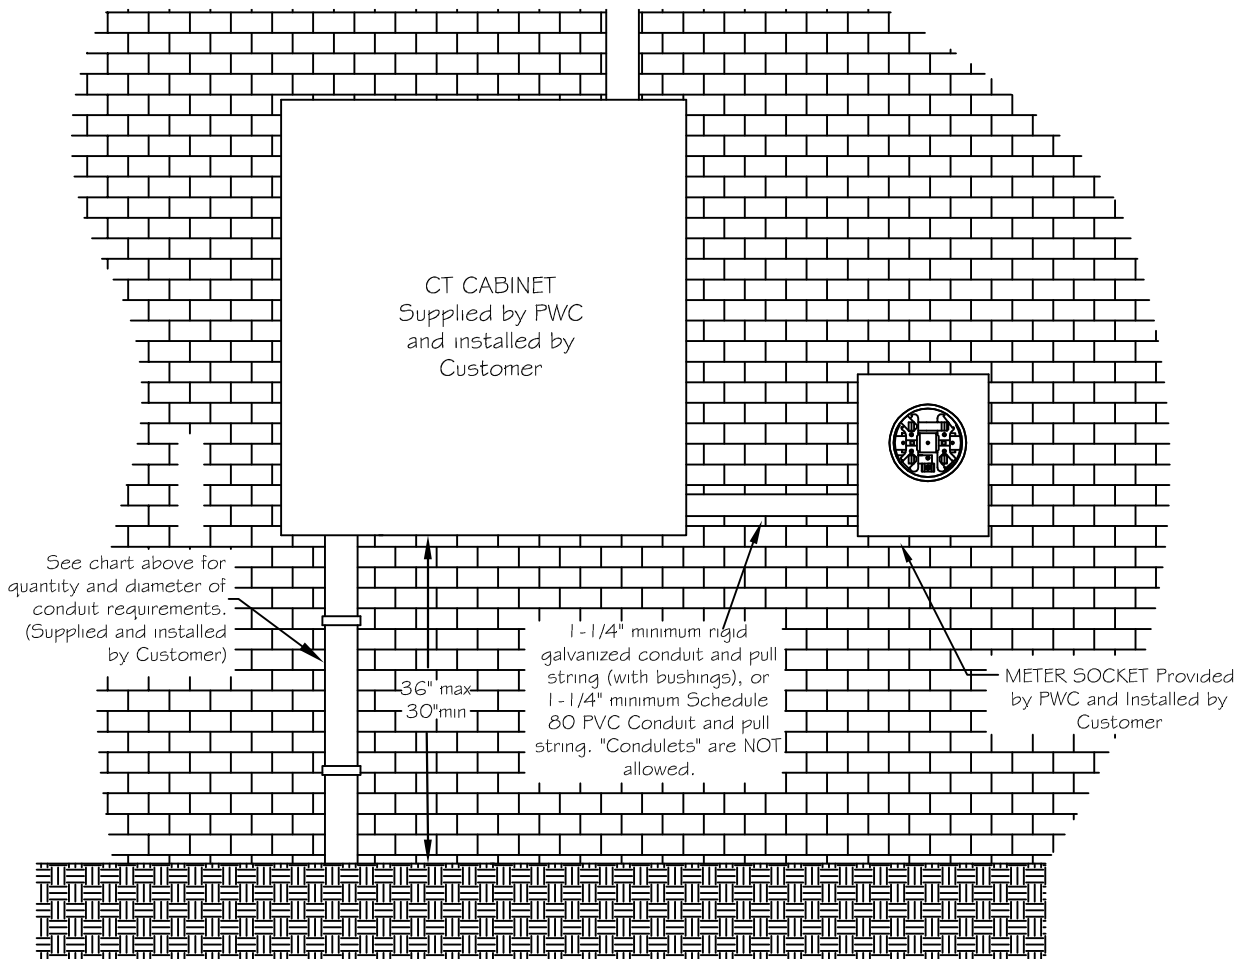 CT CABINET
Supplied by PWC
and installed by
Customer
See chart above for
quantity and diameter of
conduit requirements.
(Supplied and installed
by Customer)
36" max
30"min
1-1/4" minimum rigid
galvanized conduit and pull
string (with bushings), or
1-1/4" minimum Schedule
80 PVC Conduit and pull
string. "Condulets" are NOT
allowed.
METER SOCKET Provided
by PWC and Installed by
Customer